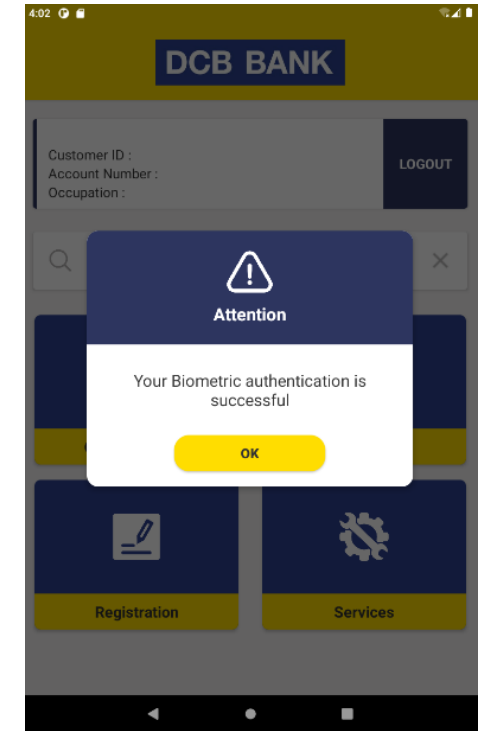 4:02
DCB BANK
Customer ID :
Account Number :
Occupation :
LOGOUT
Attention
Your Biometric authentication is
successful
OK
Registration
Services